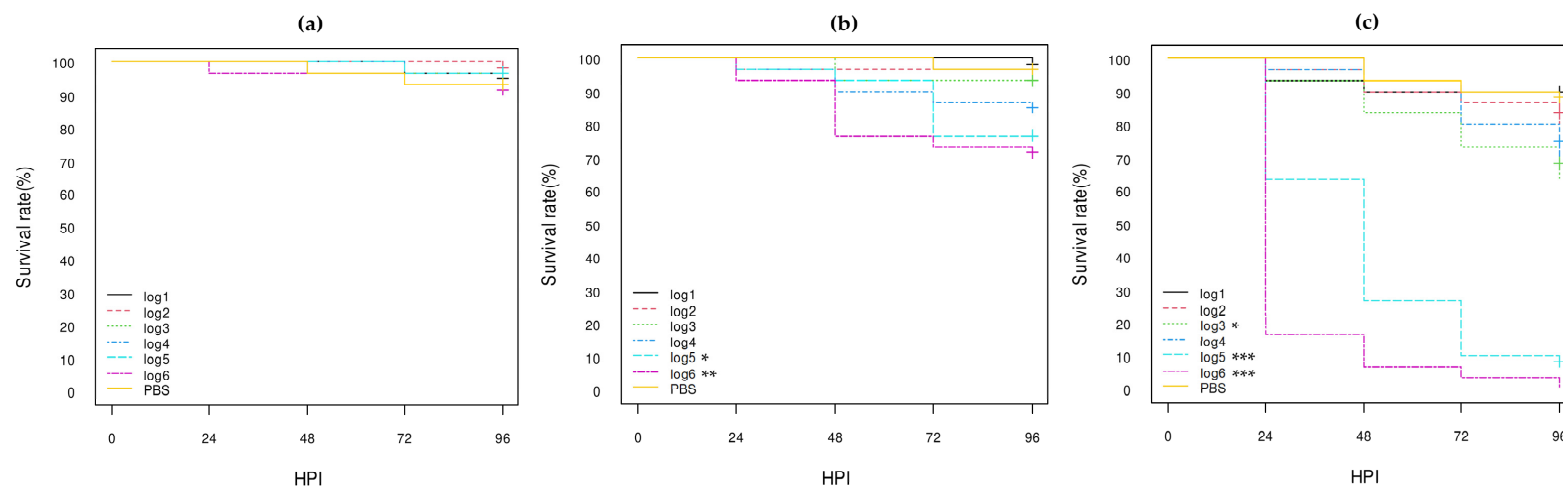 (a)
Survival rate(%)
100
90
80
70
60
50
40
30
20
10
0
log1
log2
log3
log4
log5
log6
PBS
0 24 48 72 96
HPI
(b)
Survival rate(%)
100
90
80
70
60
50
40
30
20
10
0
log1
log2
log3
log4
log5 *
log6 **
PBS
0 24 48 72 96
HPI
(c)
Survival rate(%)
100
90
80
70
60
50
40
30
20
10
0
log1
log2
log3 *
log4
log5 ***
log6 ***
PBS
0 24 48 72 96
HPI